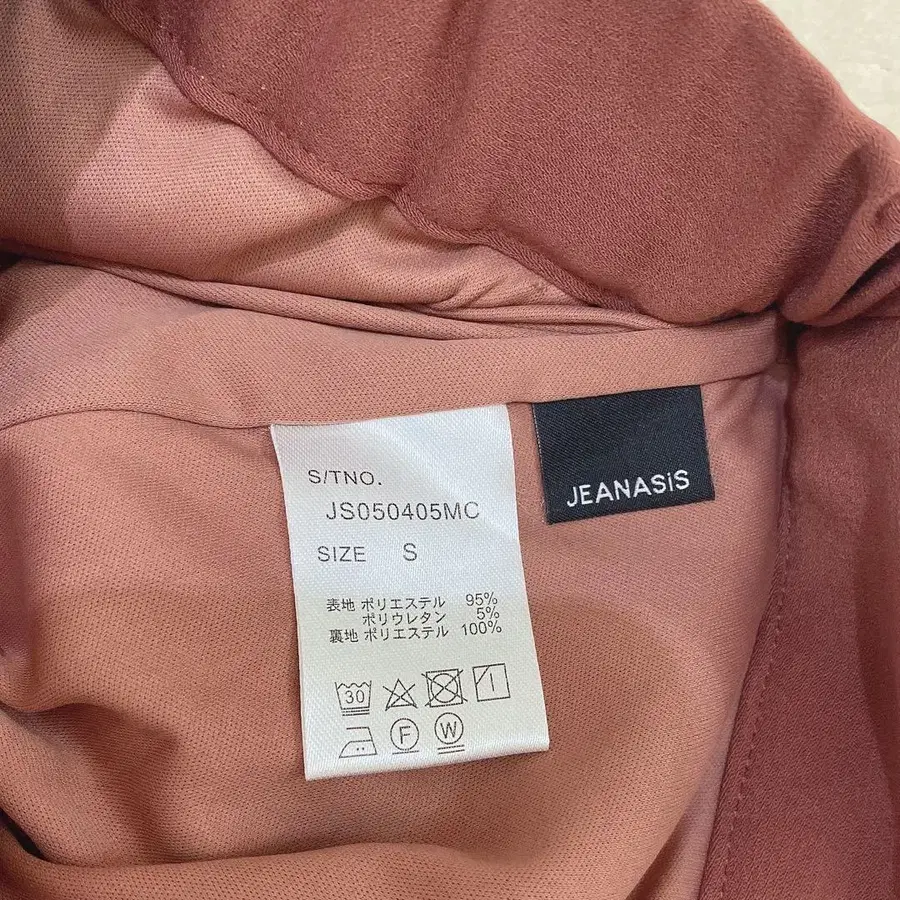 S/TNO.
JS050405MC
SIZE S
表地 ポリエステル 95%
ポリウレタン 5%
裏地 ポリエステル 100%
30
F W
JEANASiS